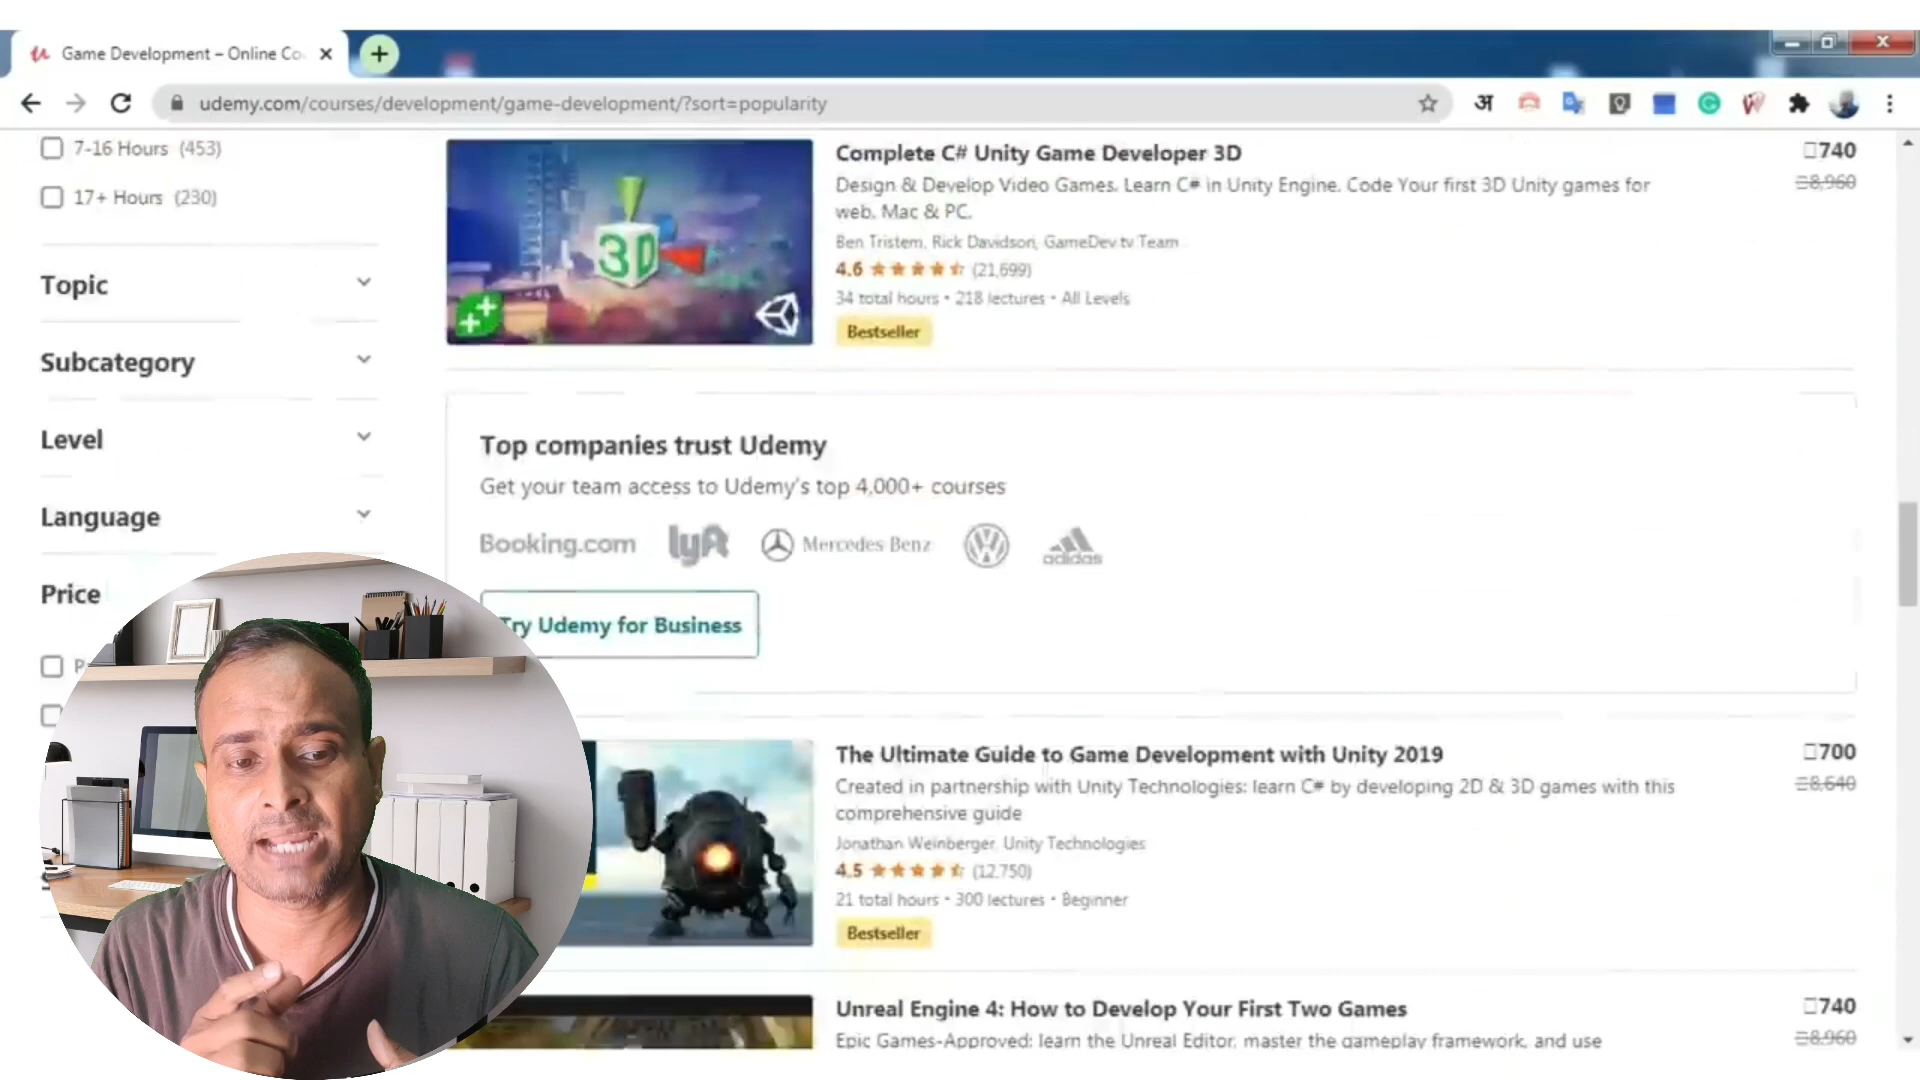 Game Development – Online Co
udemy.com/courses/development/game-development/?sort=popularity
अ
7-16 Hours (453)
17+ Hours (230)
Topic
Subcategory
Level
Language
Price
3D
Complete C# Unity Game Developer 3D
740
Design & Develop Video Games. Learn C# in Unity Engine. Code Your first 3D Unity games for
8,960
web, Mac & PC.
Ben Tristem, Rick Davidson, GameDev.tv Team
4.6 (21,699)
34 total hours • 218 lectures • All Levels
Bestseller
Top companies trust Udemy
Get your team access to Udemy's top 4,000+ courses
Booking.com lyft Mercedes-Benz adidas
Try Udemy for Business
The Ultimate Guide to Game Development with Unity 2019
700
Created in partnership with Unity Technologies: learn C# by developing 2D & 3D games with this
8,640
comprehensive guide
Jonathan Weinberger, Unity Technologies
4.5 (12,750)
21 total hours • 300 lectures • Beginner
Bestseller
Unreal Engine 4: How to Develop Your First Two Games
740
Epic Games-Approved: learn the Unreal Editor, master the gameplay framework, and use
8,960